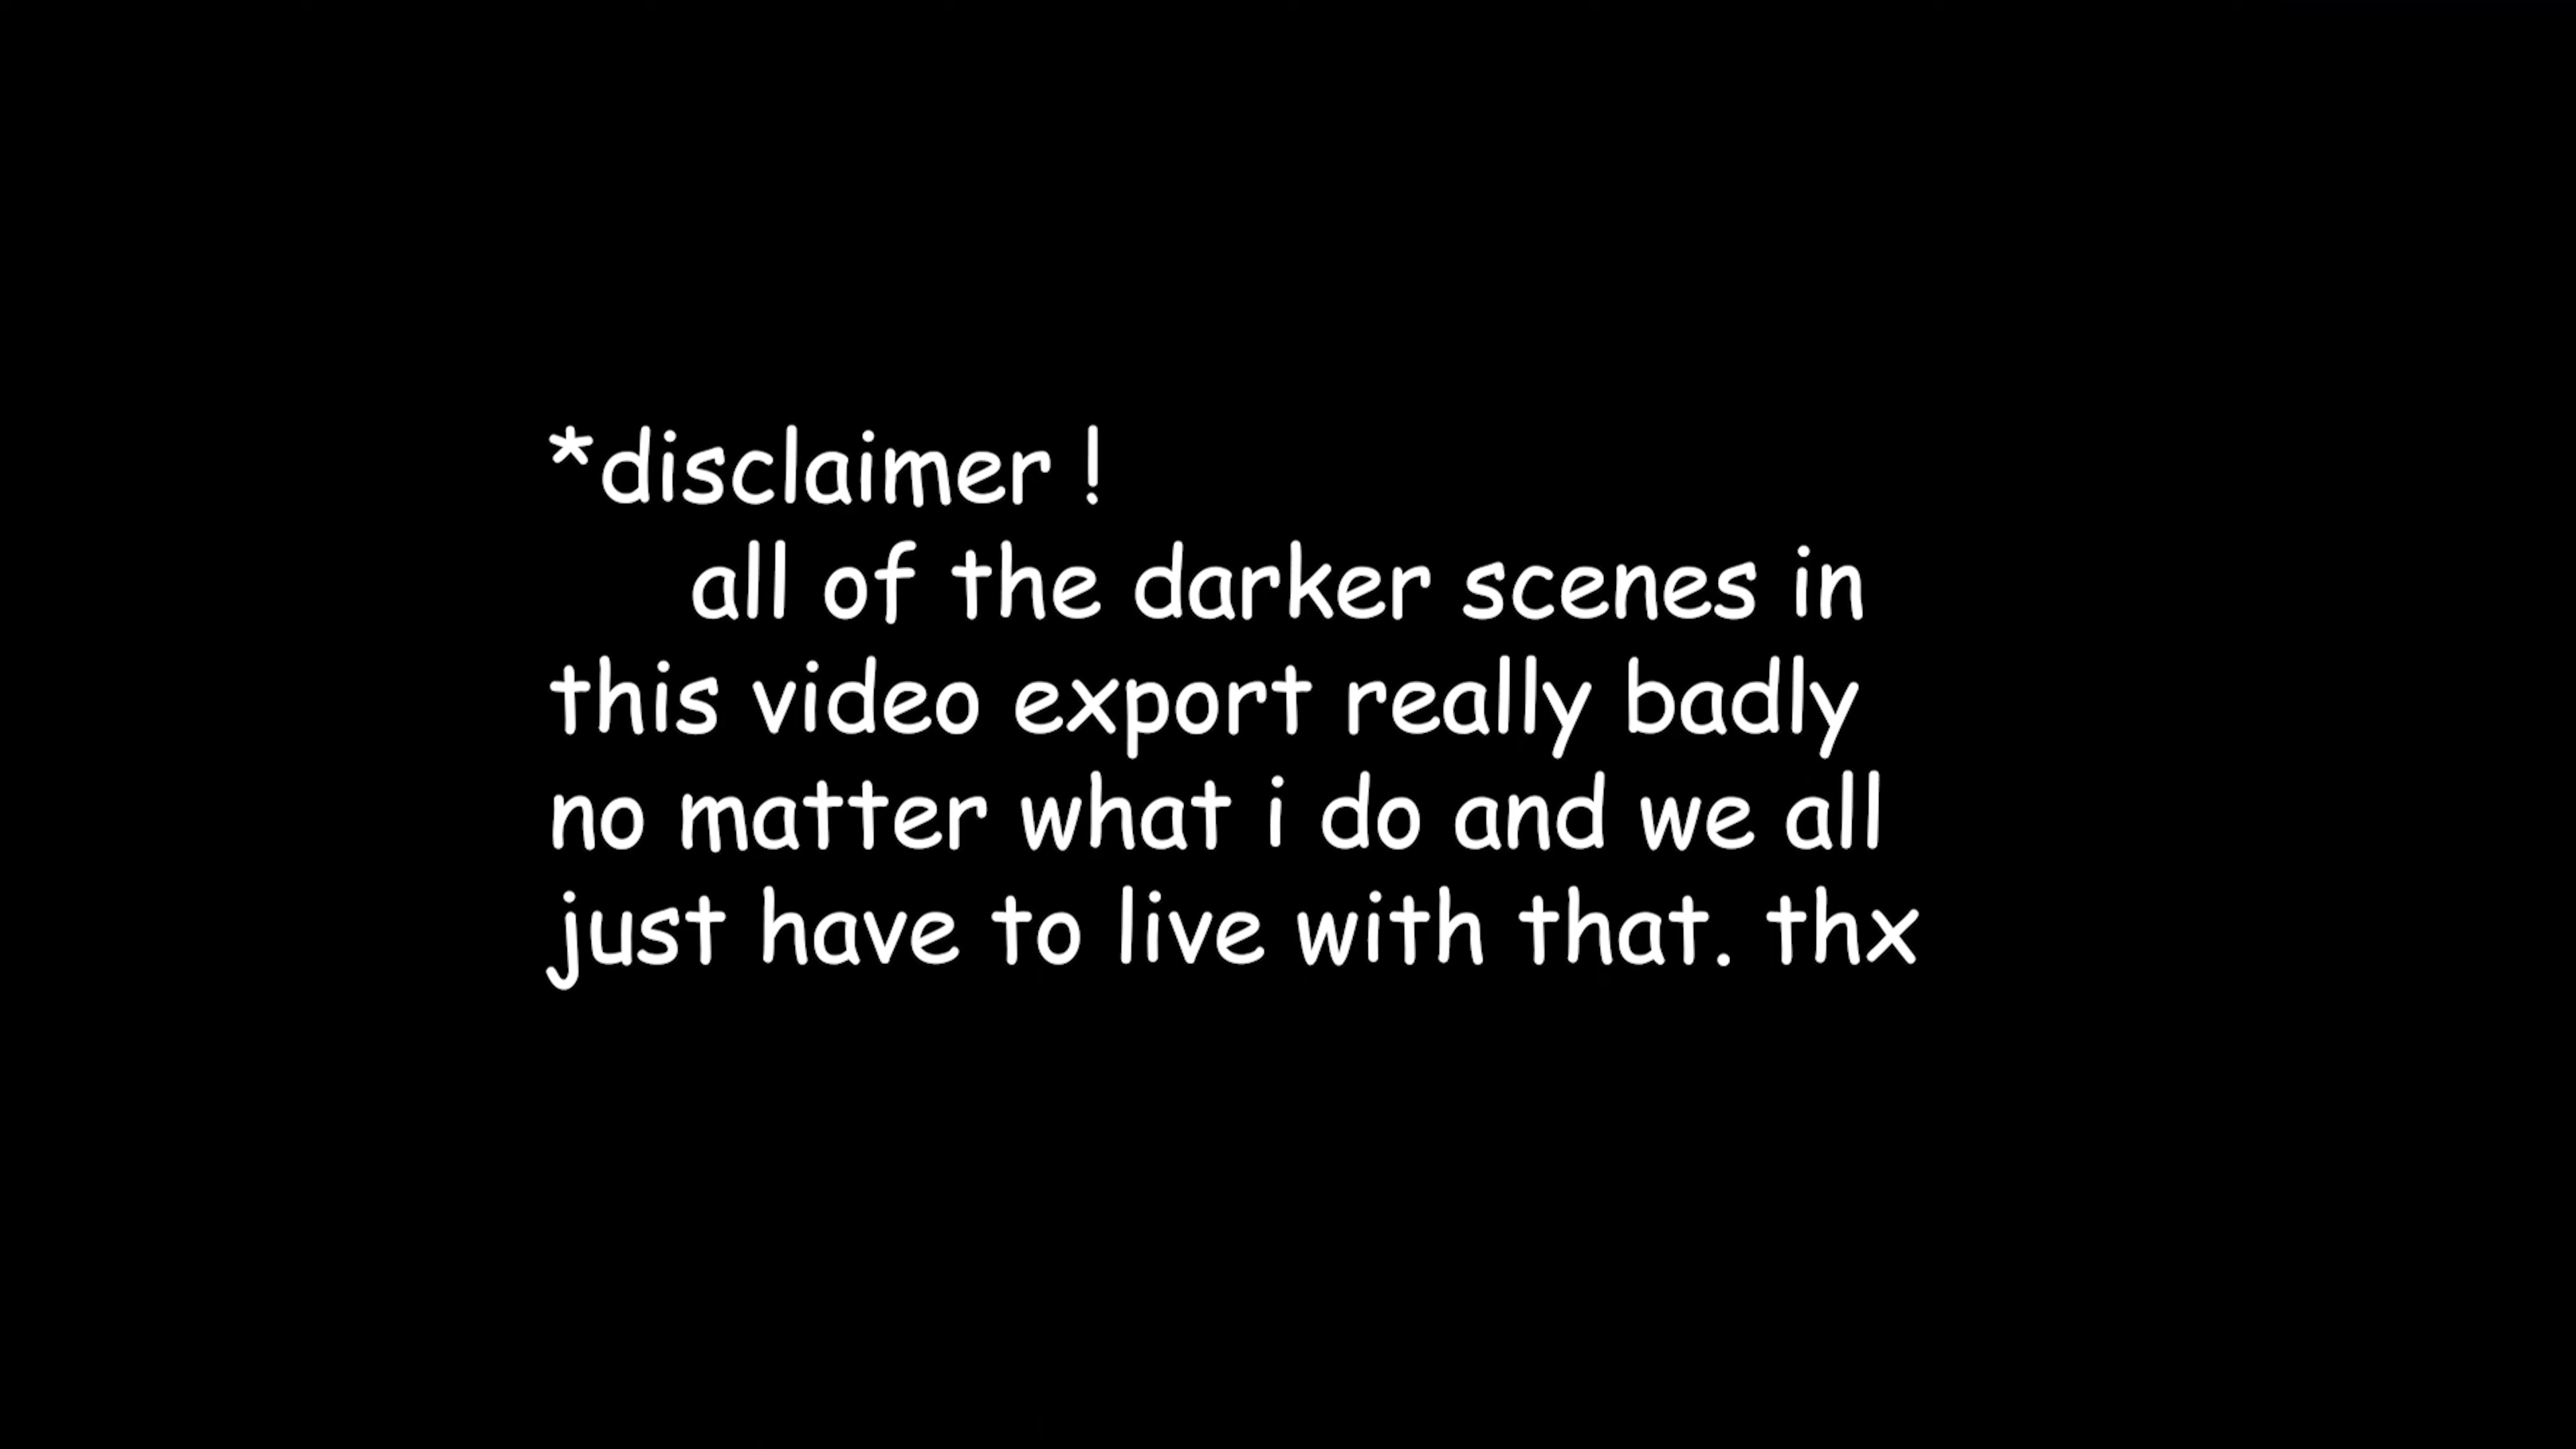 *disclaimer !
all of the darker scenes in
this video export really badly
no matter what i do and we all
just have to live with that. thx